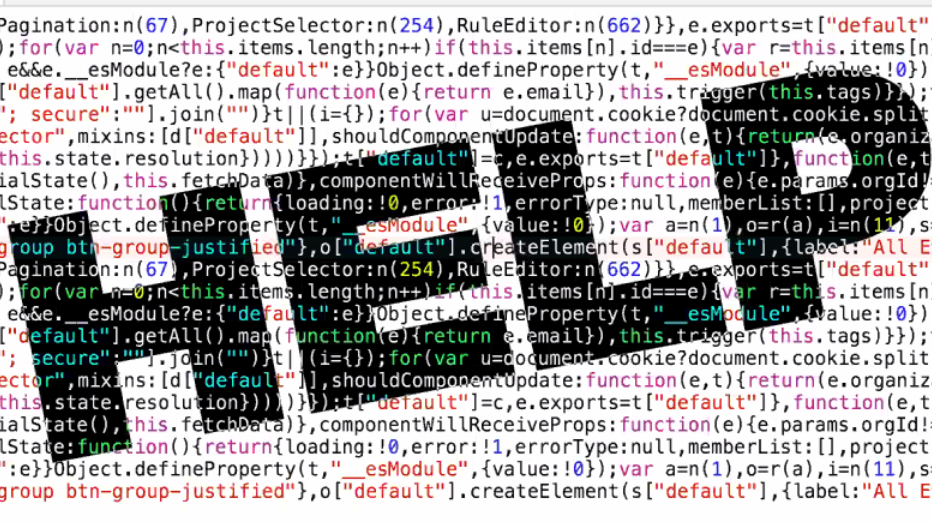 Pagination:n(67),ProjectSelector:n(254),RuleEditor:n(662)}},e.exports=t["default"
);for(var n=0;n<this.items.length;n++)if(this.items[n].id===e){var r=this.items[n]
e&&e.__esModule?e:{"default":e}}Object.defineProperty(t,"__esModule",{value:!0})
["default"].getAll().map(function(e){return e.email}),this.trigger(this.tags)}});t
"; secure":""].join("")}t||(i={});for(var u=document.cookie?document.cookie.split
ector",mixins:[d["default"]],shouldComponentUpdate:function(e,t){return(e.organiz
this.state.resolution)))))}});t["default"]=c,e.exports=t["default"]},function(e,t
ialState(),this.fetchData)},componentWillReceiveProps:function(e){e.params.orgId!
lState:function(){return{loading:!0,error:!1,errorType:null,memberList:[],project
":e}}Object.defineProperty(t,"__esModule",{value:!0});var a=n(1),o=r(a),i=n(11),s=
group btn-group-justified"},o["default"].createElement(s["default"],{label:"All E
Pagination:n(67),ProjectSelector:n(254),RuleEditor:n(662)}},e.exports=t["default"
);for(var n=0;n<this.items.length;n++)if(this.items[n].id===e){var r=this.items[n]
e&&e.__esModule?e:{"default":e}}Object.defineProperty(t,"__esModule",{value:!0})
["default"].getAll().map(function(e){return e.email}),this.trigger(this.tags)}});t
"; secure":""].join("")}t||(i={});for(var u=document.cookie?document.cookie.split
ector",mixins:[d["default"]],shouldComponentUpdate:function(e,t){return(e.organiz
this.state.resolution)))))}});t["default"]=c,e.exports=t["default"]},function(e,t
ialState(),this.fetchData)},componentWillReceiveProps:function(e){e.params.orgId!
lState:function(){return{loading:!0,error:!1,errorType:null,memberList:[],project
":e}}Object.defineProperty(t,"__esModule",{value:!0});var a=n(1),o=r(a),i=n(11),s=
group btn-group-justified"},o["default"].createElement(s["default"],{label:"All E
HELP